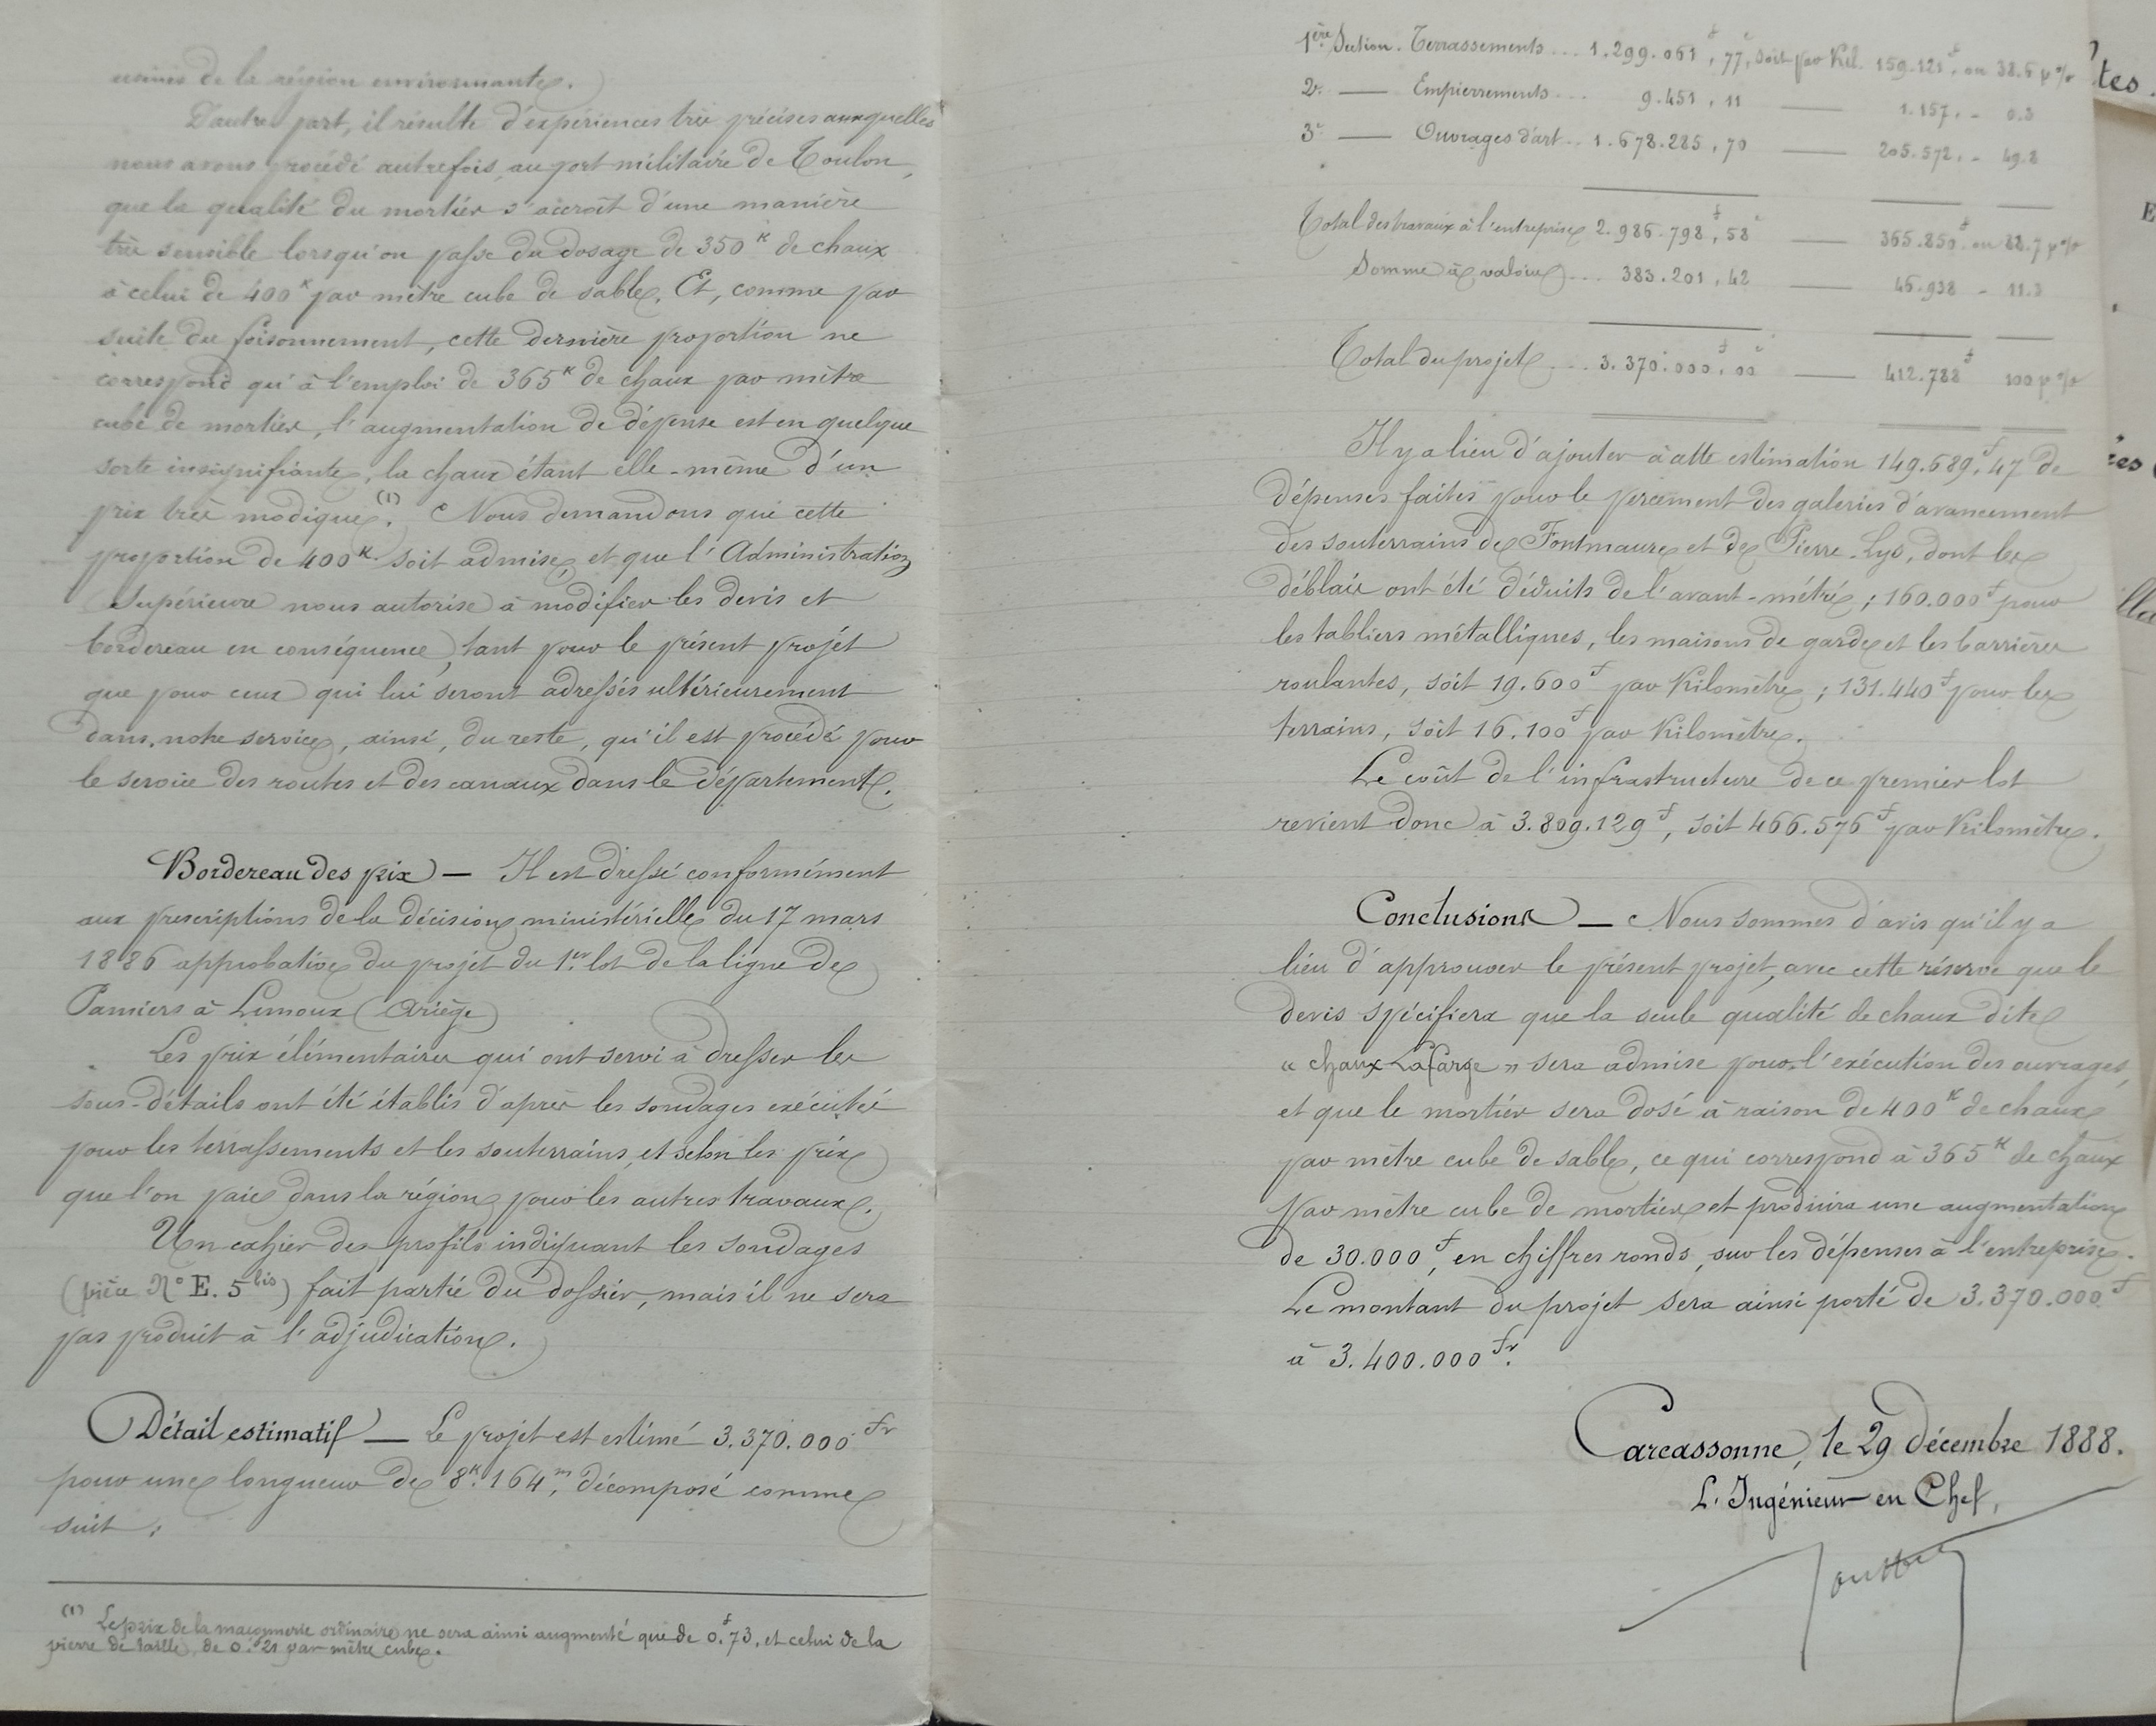 usines de la région environnante.
D'autre part, il résulte d'expériences très précises auxquelles
nous avons procédé autrefois, au port militaire de Toulon,
que la qualité du mortier s'accroît d'une manière
très sensible lorsqu'on passe du dosage de 350 k de chaux
à celui de 400 k par mètre cube de sable. Et, comme par
suite du foisonnement, cette dernière proportion ne
correspond qu'à l'emploi de 365 k de chaux par mètre
cube de mortier, l'augmentation de dépense est en quelque
sorte insignifiante, la chaux étant elle-même d'un
prix très modique (1). Nous demandons que cette
proportion de 400 k soit admise, et que l'Administration
Supérieure nous autorise à modifier les devis et
bordereau en conséquence, tant pour le présent projet
que pour ceux qui lui seront adressés ultérieurement
dans notre service, ainsi, du reste, qu'il est procédé pour
le service des routes et des canaux dans le département.
Bordereau des prix — Il est dressé conformément
aux prescriptions de la décision ministérielle du 17 mars
1886 approbative du projet du 1er lot de la ligne de
Pamiers à Limoux (Ariège)
Les prix élémentaires qui ont servi à dresser les
sous-détails ont été établis d'après les sondages exécutés
pour les terrassements et les souterrains, et selon les prix
que l'on paie dans la région pour les autres travaux.
Un cahier des profils indiquant les sondages
(pièce N° E. 5 bis) fait partie du dossier, mais il ne sera
pas produit à l'adjudication.
Détail estimatif — Le projet est estimé 3.370.000 Fr
pour une longueur de 8 k. 164 m, décomposé comme
suit :
(1) Le prix de la maçonnerie ordinaire ne sera ainsi augmenté que de 0 f. 73, et celui de la
pierre de taille, de 0 f. 21 par mètre cube.
1ère Section. Terrassements ... 1.299.061 f, 77 c, soit par Kil. 159.121 f, ou 38.6 p %
2e — Empierrements ... 9.451, 11 — 1.157, - 0.3
3e — Ouvrages d'art ... 1.678.285, 70 — 205.572, - 49.8
Total des travaux à l'entreprise 2.986.798 f, 58 c — 365.850 f ou 88.7 p %
Somme à valoir ... 383.201, 42 — 46.938 - 11.3
Total du projet ... 3.370.000 f, 00 c — 412.788 f 100 p %
Il y a lieu d'ajouter à cette estimation 149.689 f, 47 de
dépenses faites pour le percement des galeries d'avancement
des souterrains de Fontmaure et de Pierre-Lys, dont les
déblais ont été déduits de l'avant-métré ; 160.000 f pour
les tabliers métalliques, les maisons de garde et les barrières
roulantes, soit 19.600 f par Kilomètre ; 131.440 f pour les
terrains, soit 16.100 f par Kilomètre.
Le coût de l'infrastructure de ce premier lot
revient donc à 3.809.129 f, soit 466.576 f par Kilomètre.
Conclusions — Nous sommes d'avis qu'il y a
lieu d'approuver le présent projet, avec cette réserve que le
devis spécifiera que la seule qualité de chaux dite
« chaux Lafarge » sera admise pour l'exécution des ouvrages,
et que le mortier sera dosé à raison de 400 k de chaux
par mètre cube de sable, ce qui correspond à 365 k de chaux
par mètre cube de mortier et produira une augmentation
de 30.000 f, en chiffres ronds, sur les dépenses à l'entreprise.
Le montant du projet sera ainsi porté de 3.370.000 f
à 3.400.000 Fr.
Carcassonne, le 29 décembre 1888.
L'Ingénieur en Chef,
tes.
E